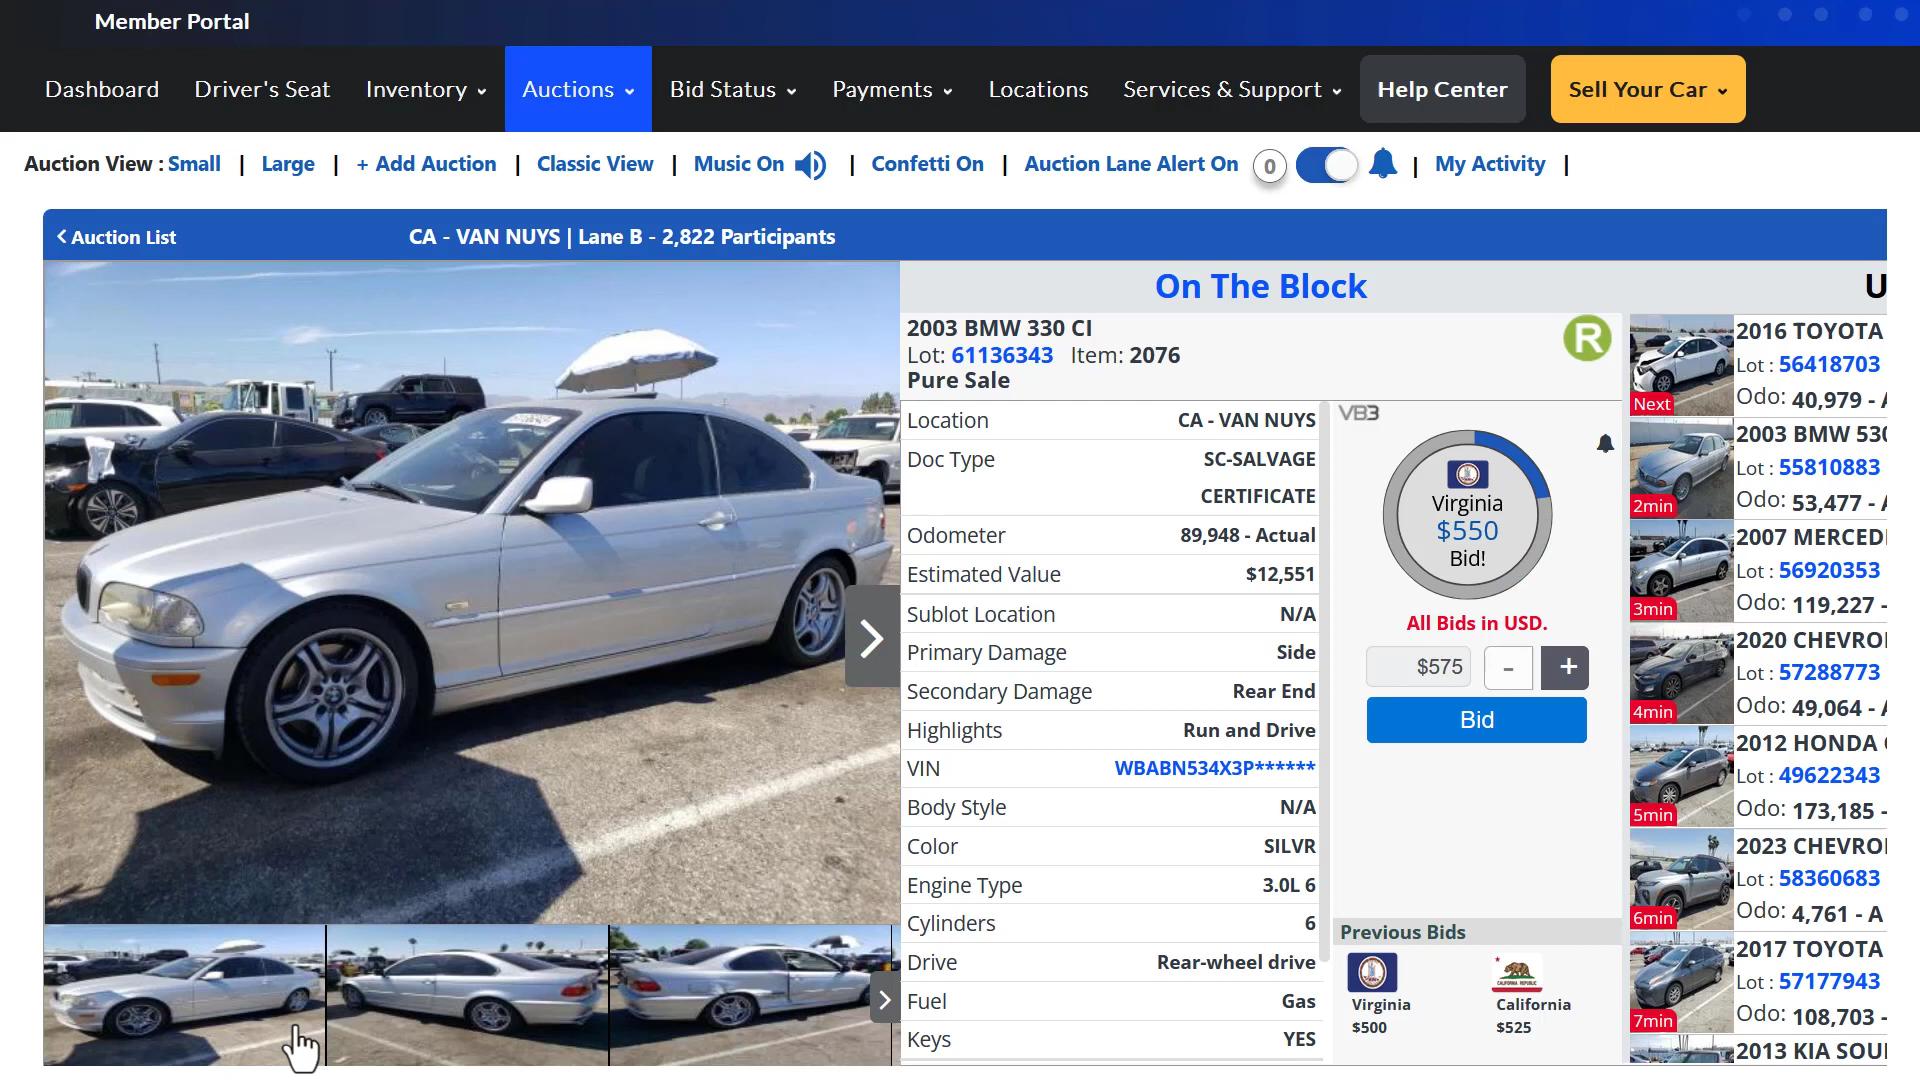 Member Portal
Dashboard Driver's Seat Inventory Auctions Bid Status Payments Locations Services & Support Help Center Sell Your Car
Auction View : Small | Large | + Add Auction | Classic View | Music On | Confetti On | Auction Lane Alert On 0 | My Activity |
Auction List
CA - VAN NUYS | Lane B - 2,822 Participants
On The Block
2003 BMW 330 CI
Lot: 61136343 Item: 2076
Pure Sale
R
Location CA - VAN NUYS
Doc Type SC-SALVAGE
CERTIFICATE
Odometer 89,948 - Actual
Estimated Value $12,551
Sublot Location N/A
Primary Damage Side
Secondary Damage Rear End
Highlights Run and Drive
VIN WBABN534X3P******
Body Style N/A
Color SILVR
Engine Type 3.0L 6
Cylinders 6
Drive Rear-wheel drive
Fuel Gas
Keys YES
VB3
Virginia
$550
Bid!
All Bids in USD.
$575 - +
Bid
Previous Bids
Virginia
$500
California
$525
U
2016 TOYOTA
Lot : 56418703
Odo: 40,979 - A
Next
2003 BMW 530
Lot : 55810883
Odo: 53,477 - A
2min
2007 MERCED
Lot : 56920353
Odo: 119,227 -
3min
2020 CHEVRO
Lot : 57288773
Odo: 49,064 - A
4min
2012 HONDA
Lot : 49622343
Odo: 173,185 -
5min
2023 CHEVRO
Lot : 58360683
Odo: 4,761 - A
6min
2017 TOYOTA
Lot : 57177943
Odo: 108,703 -
7min
2013 KIA SOU